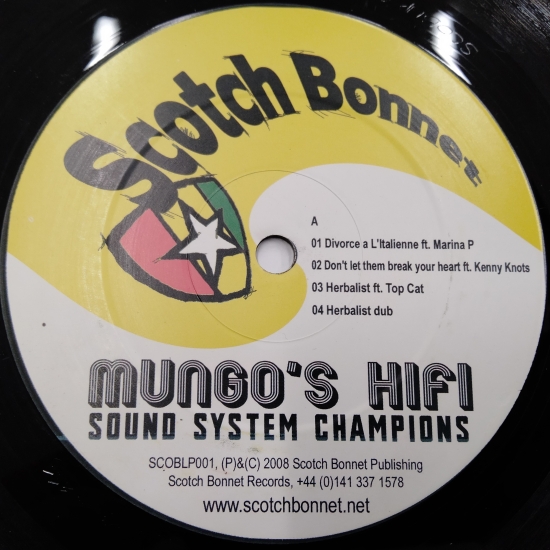 Scotch Bonnet
A
01 Divorce a L'Italienne ft. Marina P
02 Don't let them break your heart ft. Kenny Knots
03 Herbalist ft. Top Cat
04 Herbalist dub
MUNGO'S HIFI
SOUND SYSTEM CHAMPIONS
SCOBLP001, (P)&(C) 2008 Scotch Bonnet Publishing
Scotch Bonnet Records, +44 (0)141 337 1578
www.scotchbonnet.net